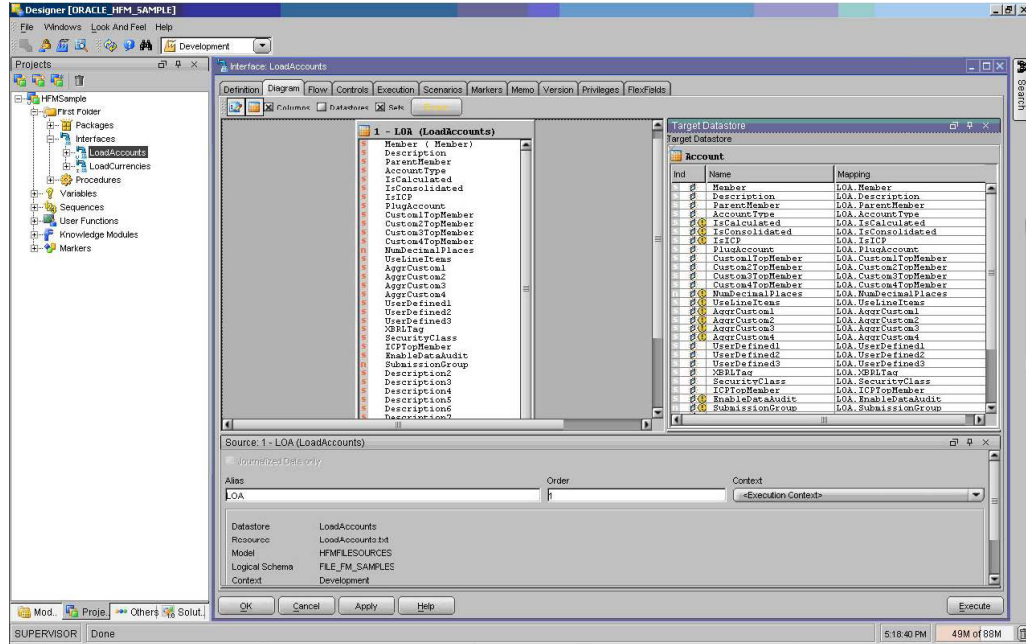 Designer [ORACLE_HFM_SAMPLE]
File Windows Look And Feel Help
Development
Projects
HFMSample
First Folder
Packages
Interfaces
LoadAccounts
LoadCurrencies
Procedures
Variables
Sequences
User Functions
Knowledge Modules
Markers
Mod.. Proje.. Others Solut..
Interface: LoadAccounts
Definition Diagram Flow Controls Execution Scenarios Markers Memo Version Privileges FlexFields
Columns Datastores Sets
1 - LOA (LoadAccounts)
Member ( Member)
Description
ParentMember
AccountType
IsCalculated
IsConsolidated
IsICP
PlugAccount
Custom1TopMember
Custom2TopMember
Custom3TopMember
Custom4TopMember
NumDecimalPlaces
UseLineItems
AggrCustom1
AggrCustom2
AggrCustom3
AggrCustom4
UserDefined1
UserDefined2
UserDefined3
XBRLTag
SecurityClass
ICPTopMember
EnableDataAudit
SubmissionGroup
Description2
Description3
Description4
Description5
Description6
Description7
Target Datastore
Target Datastore
Account
Ind Name Mapping
Member LOA.Member
Description LOA.Description
ParentMember LOA.ParentMember
AccountType LOA.AccountType
IsCalculated LOA.IsCalculated
IsConsolidated LOA.IsConsolidated
IsICP LOA.IsICP
PlugAccount LOA.PlugAccount
Custom1TopMember LOA.Custom1TopMember
Custom2TopMember LOA.Custom2TopMember
Custom3TopMember LOA.Custom3TopMember
Custom4TopMember LOA.Custom4TopMember
NumDecimalPlaces LOA.NumDecimalPlaces
UseLineItems LOA.UseLineItems
AggrCustom1 LOA.AggrCustom1
AggrCustom2 LOA.AggrCustom2
AggrCustom3 LOA.AggrCustom3
AggrCustom4 LOA.AggrCustom4
UserDefined1 LOA.UserDefined1
UserDefined2 LOA.UserDefined2
UserDefined3 LOA.UserDefined3
XBRLTag LOA.XBRLTag
SecurityClass LOA.SecurityClass
ICPTopMember LOA.ICPTopMember
EnableDataAudit LOA.EnableDataAudit
SubmissionGroup LOA.SubmissionGroup
Search
Source: 1 - LOA (LoadAccounts)
Journalized Data only
Alias Order Context
LOA 1 <Execution Context>
Datastore LoadAccounts
Resource LoadAccounts.txt
Model HFMFILESOURCES
Logical Schema FILE_FM_SAMPLES
Context Development
OK Cancel Apply Help Execute
SUPERVISOR Done 5:18:40 PM 49M of 88M